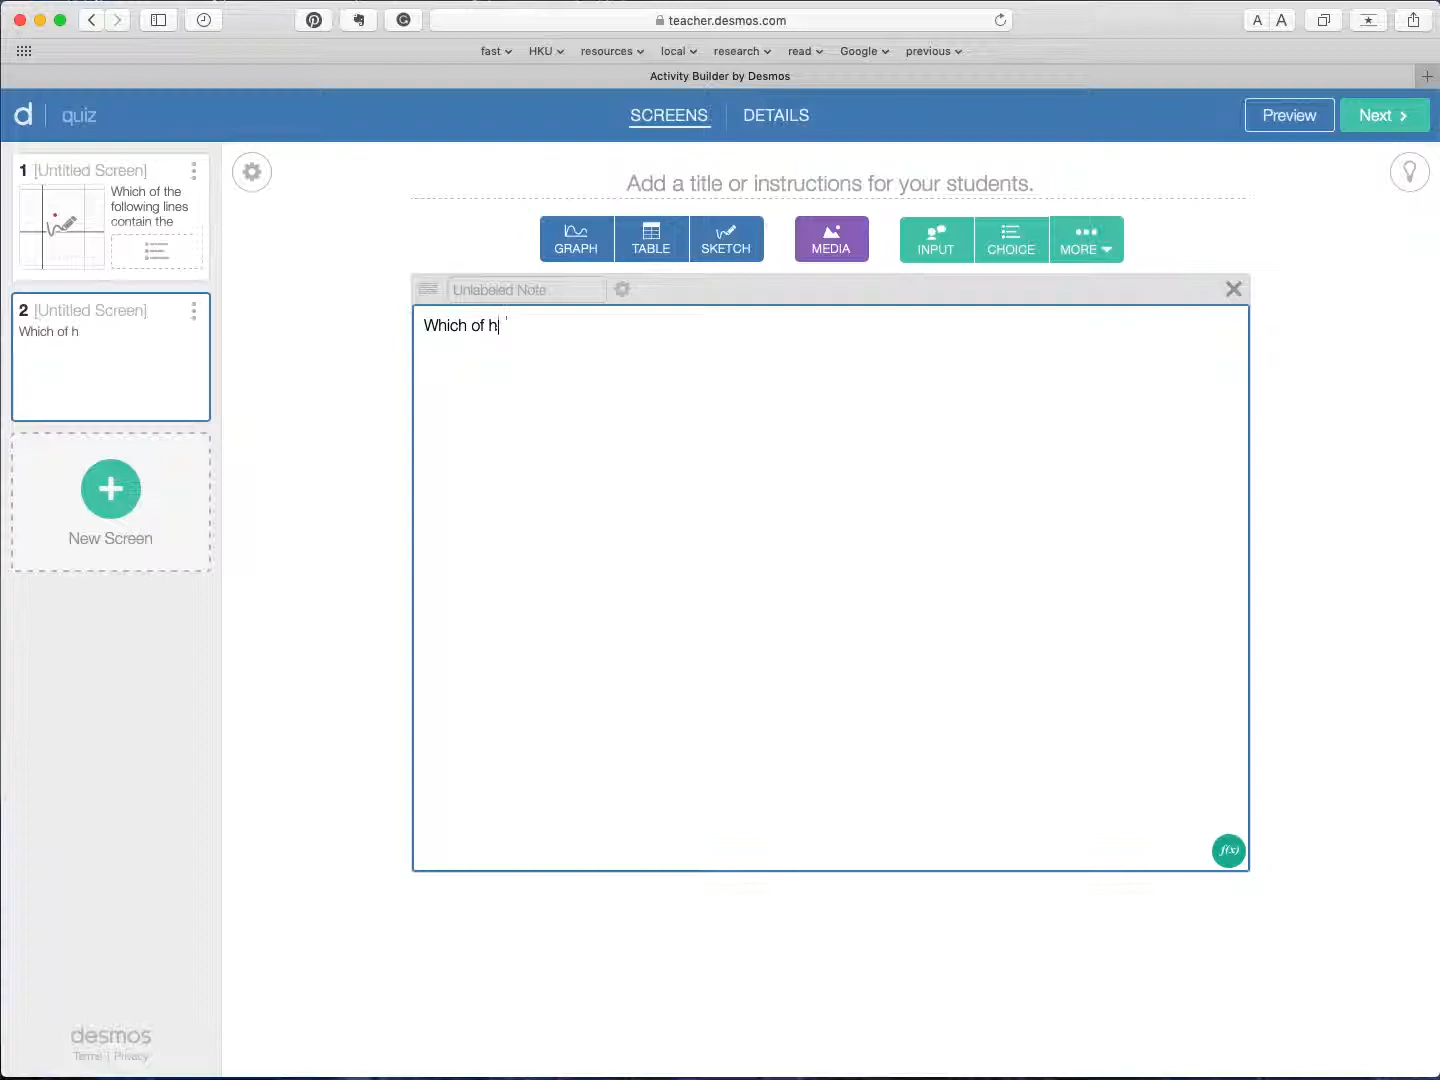 teacher.desmos.com
A A
fast HKU resources local research read Google previous
Activity Builder by Desmos
d quiz SCREENS DETAILS Preview Next
1 [Untitled Screen]
Which of the
following lines
contain the
2 [Untitled Screen]
Which of h
New Screen
Add a title or instructions for your students.
GRAPH TABLE SKETCH MEDIA INPUT CHOICE MORE
Unlabeled Note
Which of h
f(x)
desmos
Terms | Privacy